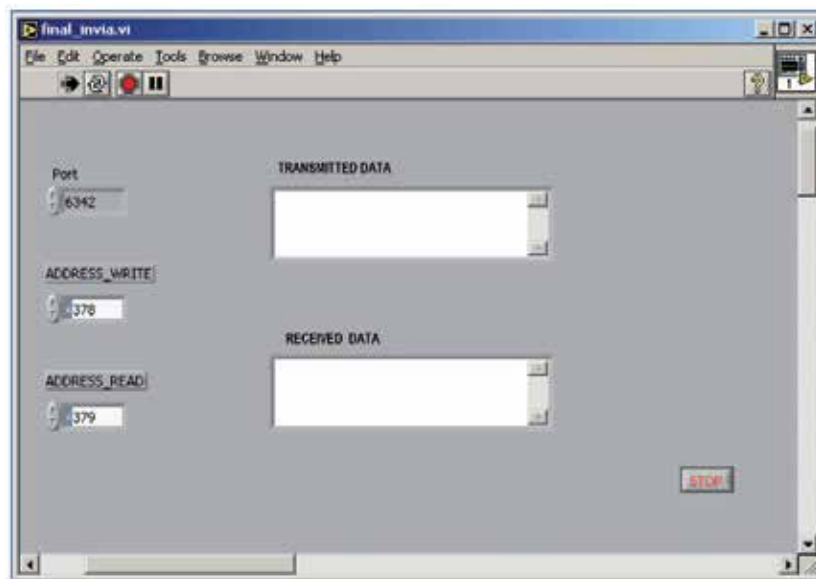 final_invia.vi
File Edit Operate Tools Browse Window Help
1
Port
6342
TRANSMITTED DATA
ADDRESS_WRITE
378
RECEIVED DATA
ADDRESS_READ
379
STOP